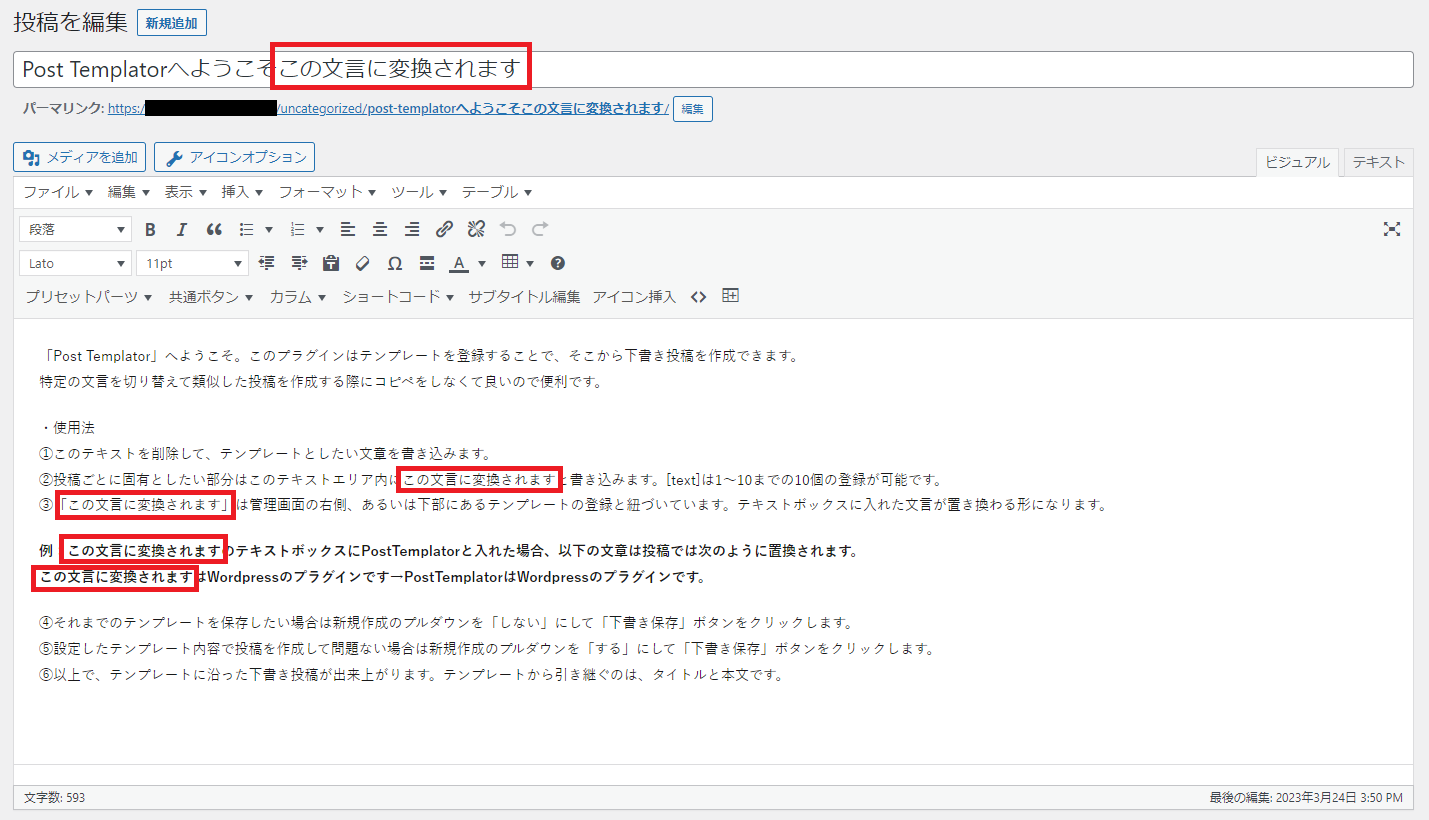 投稿を編集 新規追加
Post Templatorへようこそこの文言に変換されます
パーマリンク: https:/ /uncategorized/post-templatorへようこそこの文言に変換されます/ 編集
メディアを追加 アイコンオプション ビジュアル テキスト
ファイル 編集 表示 挿入 フォーマット ツール テーブル
段落
Lato 11pt
プリセットパーツ 共通ボタン カラム ショートコード サブタイトル編集 アイコン挿入
「Post Templator」へようこそ。このプラグインはテンプレートを登録することで、そこから下書き投稿を作成できます。
特定の文言を切り替えて類似した投稿を作成する際にコピペをしなくて良いので便利です。
・使用法
①このテキストを削除して、テンプレートとしたい文章を書き込みます。
②投稿ごとに固有としたい部分はこのテキストエリア内にこの文言に変換されますと書き込みます。[text]は1～10までの10個の登録が可能です。
③「この文言に変換されます」は管理画面の右側、あるいは下部にあるテンプレートの登録と紐づいています。テキストボックスに入れた文言が置き換わる形になります。
例 この文言に変換されますのテキストボックスにPostTemplatorと入れた場合、以下の文章は投稿では次のように置換されます。
この文言に変換されますはWordpressのプラグインです→PostTemplatorはWordpressのプラグインです。
④それまでのテンプレートを保存したい場合は新規作成のプルダウンを「しない」にして「下書き保存」ボタンをクリックします。
⑤設定したテンプレート内容で投稿を作成して問題ない場合は新規作成のプルダウンを「する」にして「下書き保存」ボタンをクリックします。
⑥以上で、テンプレートに沿った下書き投稿が出来上がります。テンプレートから引き継ぐのは、タイトルと本文です。
文字数: 593 最後の編集: 2023年3月24日 3:50 PM